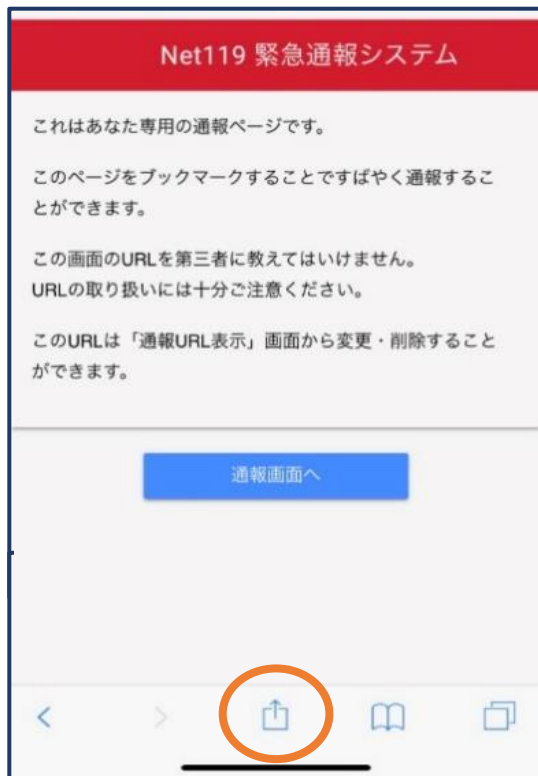 Net119 緊急通報システム
これはあなた専用の通報ページです。
このページをブックマークすることですばやく通報するこ
とができます。
この画面のURLを第三者に教えてはいけません。
URLの取り扱いには十分ご注意ください。
このURLは「通報URL表示」画面から変更・削除すること
ができます。
通報画面へ